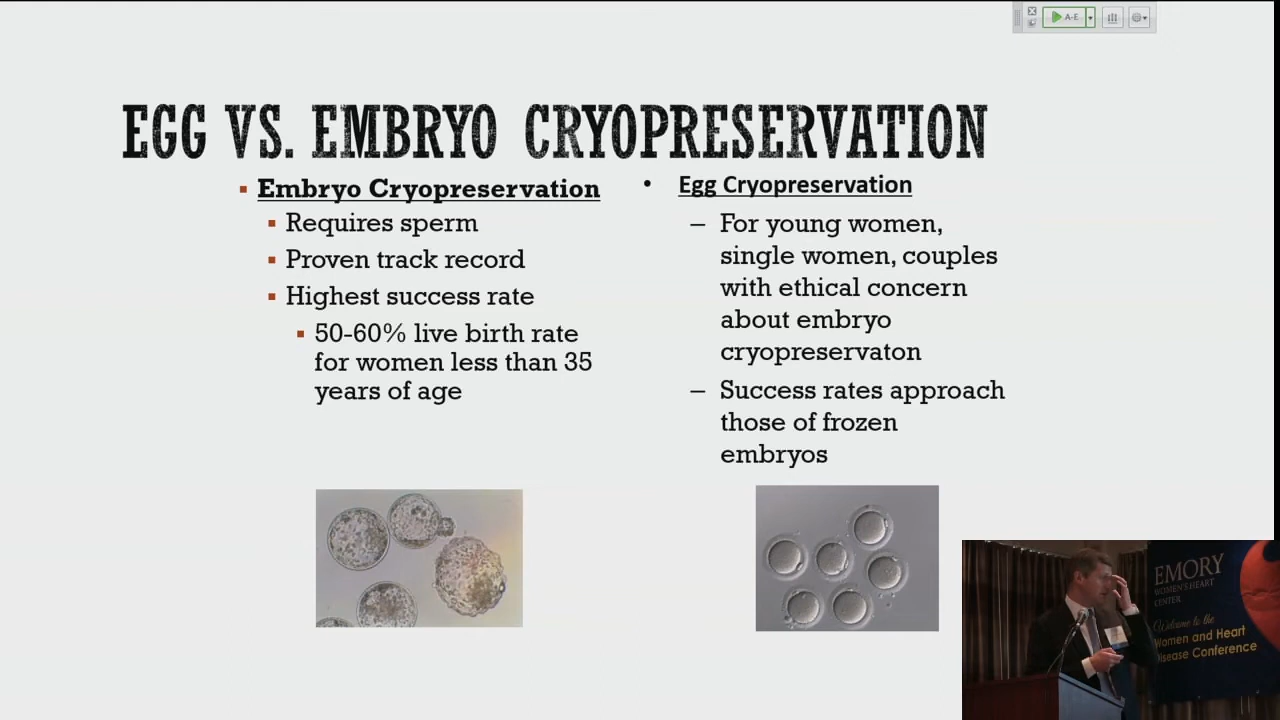 A-E
EGG VS. EMBRYO CRYOPRESERVATION
Embryo Cryopreservation
Requires sperm
Proven track record
Highest success rate
50-60% live birth rate
for women less than 35
years of age
• Egg Cryopreservation
– For young women,
single women, couples
with ethical concern
about embryo
cryopreservaton
– Success rates approach
those of frozen
embryos
EMORY
WOMEN'S HEART
CENTER
Welcome to the
Women and Heart
Disease Conference